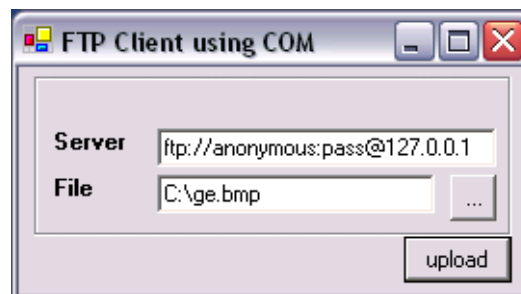 FTP Client using COM
Server ftp://anonymous:pass@127.0.0.1
File C:\ge.bmp ...
upload